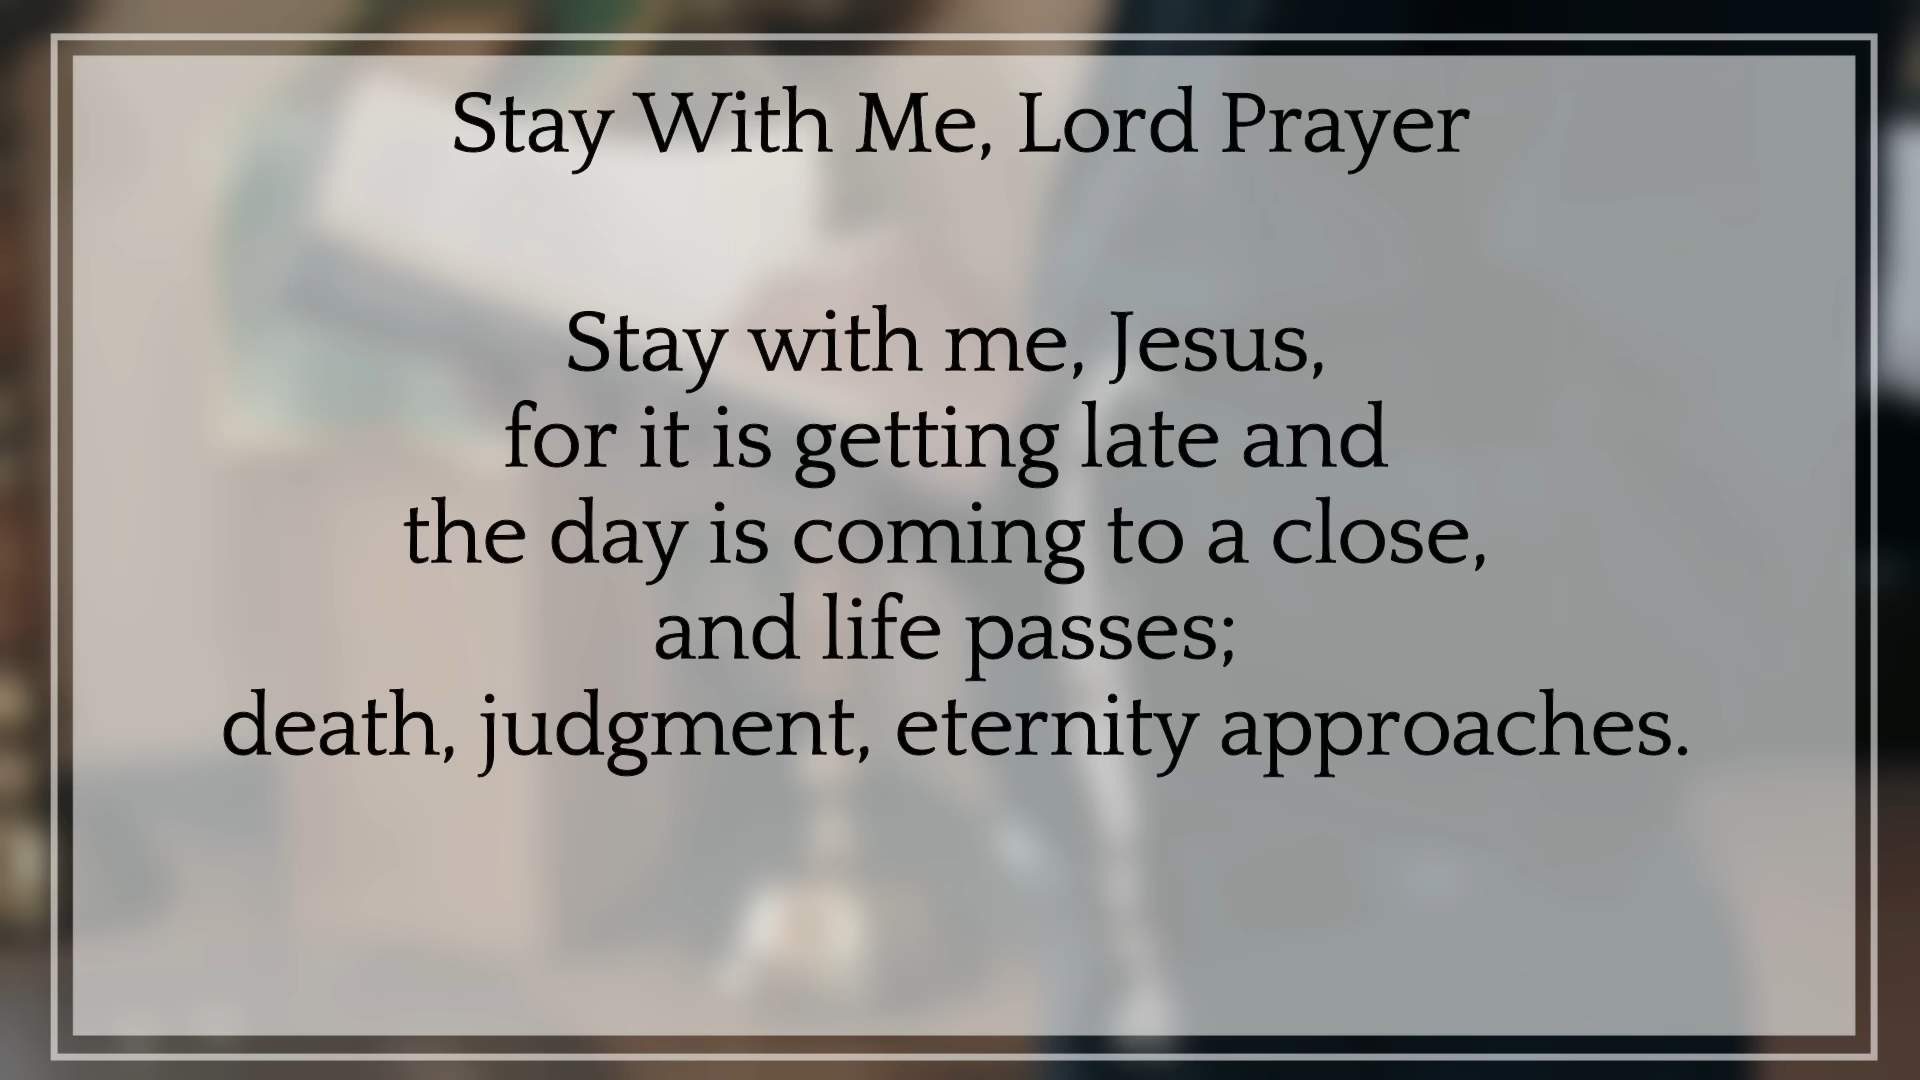 Stay With Me, Lord Prayer
Stay with me, Jesus,
for it is getting late and
the day is coming to a close,
and life passes;
death, judgment, eternity approaches.